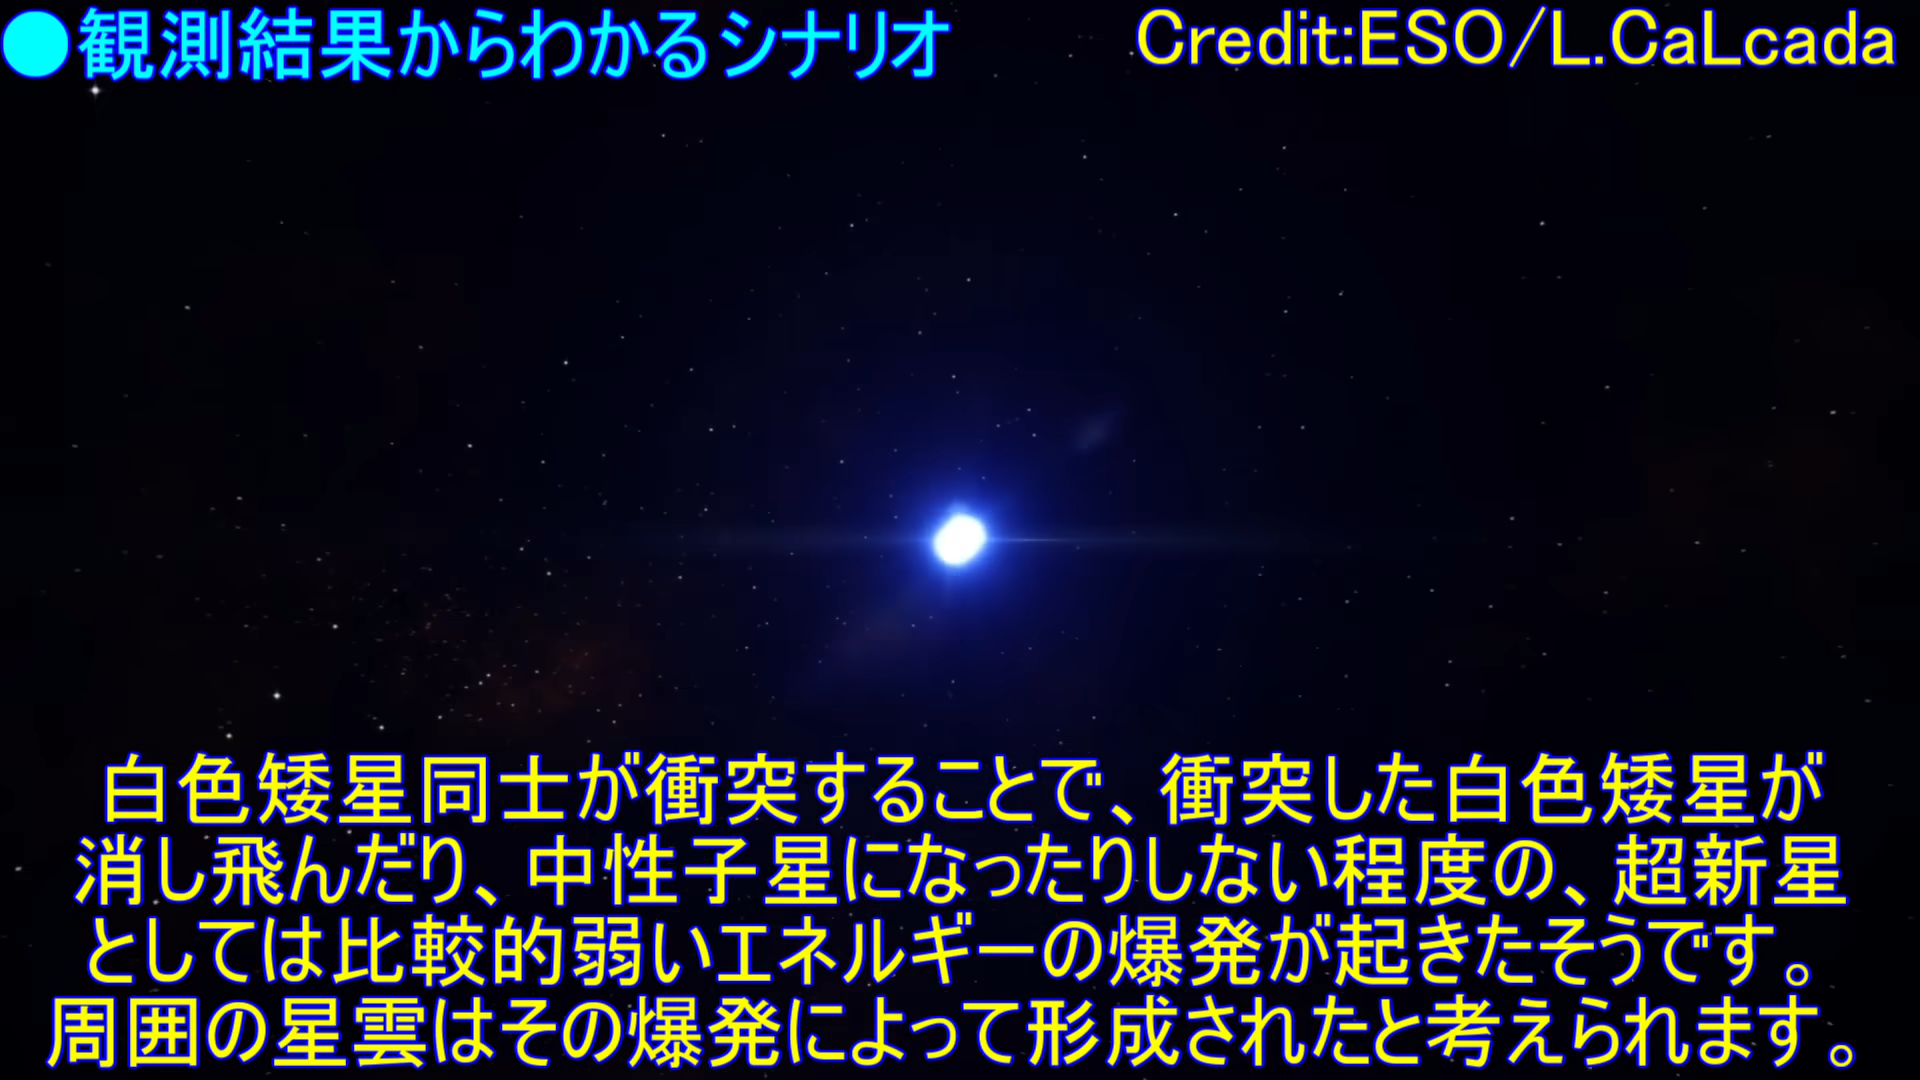 ●観測結果からわかるシナリオ
Credit:ESO/L.CaLcada
白色矮星同士が衝突することで、衝突した白色矮星が
消し飛んだり、中性子星になったりしない程度の、超新星
としては比較的弱いエネルギーの爆発が起きたそうです。
周囲の星雲はその爆発によって形成されたと考えられます。